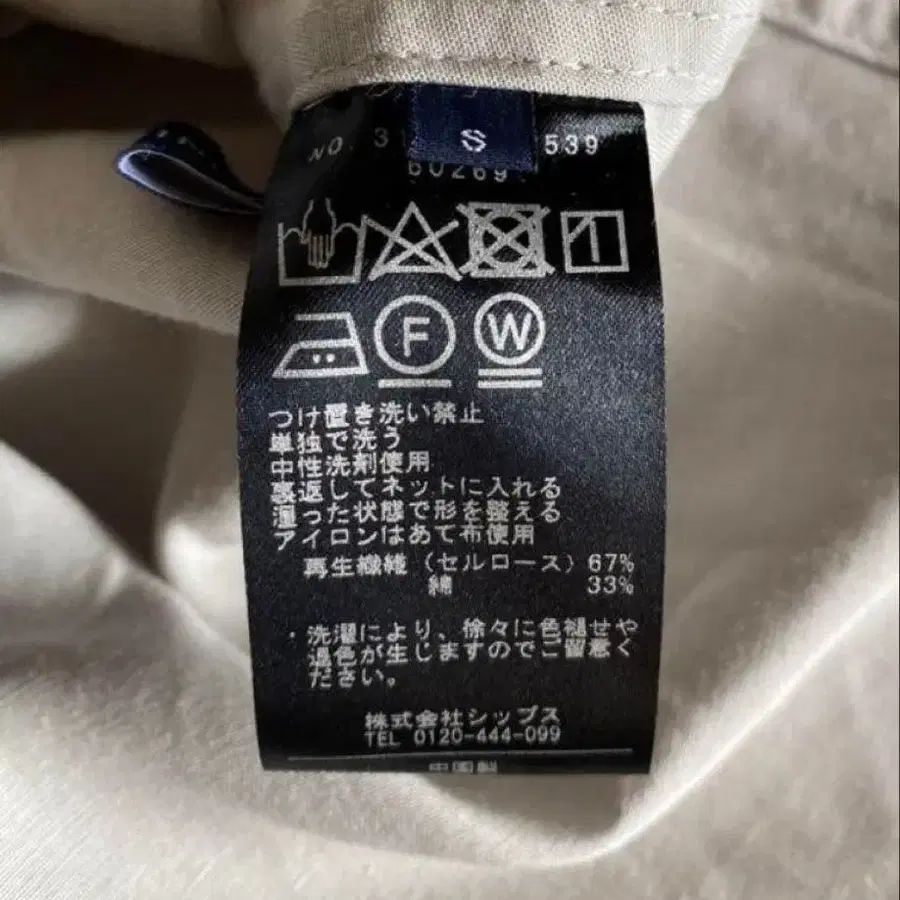 NO. 31 S 539
60269
F W
つけ置き洗い禁止
単独で洗う
中性洗剤使用
裏返してネットに入れる
湿った状態で形を整える
アイロンはあて布使用
再生繊維（セルロース）67%
綿 33%
・洗濯により、徐々に色褪せや
退色が生じますのでご留意く
ださい。
株式会社シップス
TEL 0120-444-099
中国製